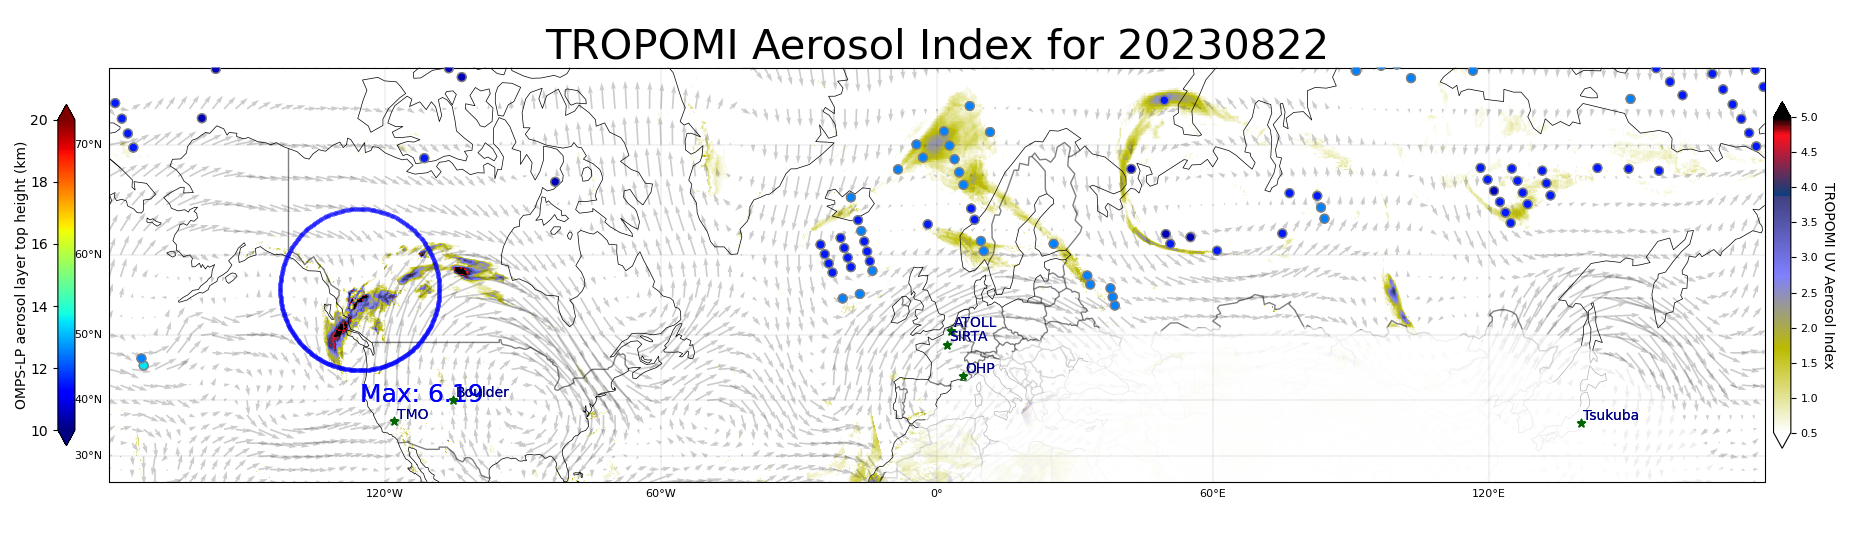 TROPOMI Aerosol Index for 20230822
OMPS-LP aerosol layer top height (km)
20
18
16
14
12
10
70°N
60°N
50°N
40°N
30°N
120°W
60°W
0°
60°E
120°E
Max: 6.19
Boulder
TMO
ATOLL
SIRTA
OHP
Tsukuba
5.0
4.5
4.0
3.5
3.0
2.5
2.0
1.5
1.0
0.5
TROPOMI UV Aerosol Index